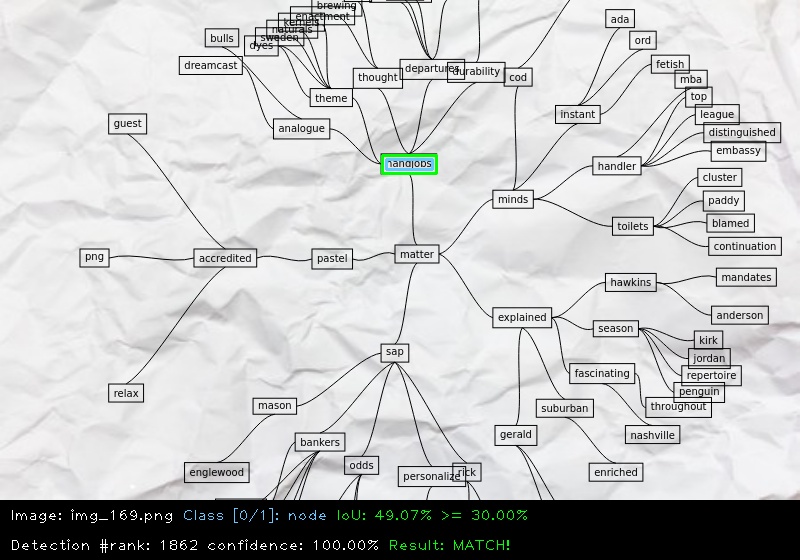 brewing
enactment
kernels
naturals
sweden
dyes
bulls
dreamcast
theme
analogue
thought
departures
durability
cod
ada
ord
fetish
mba
top
league
distinguished
embassy
instant
handler
guest
minds
cluster
paddy
blamed
continuation
toilets
png
accredited
pastel
matter
hawkins
mandates
anderson
explained
season
kirk
jordan
repertoire
penguin
throughout
fascinating
suburban
nashville
gerald
enriched
relax
sap
mason
bankers
englewood
odds
personalize
rick
Image: img_169.png Class [0/1]: node IoU: 49.07% >= 30.00%
Detection #rank: 1862 confidence: 100.00% Result: MATCH!